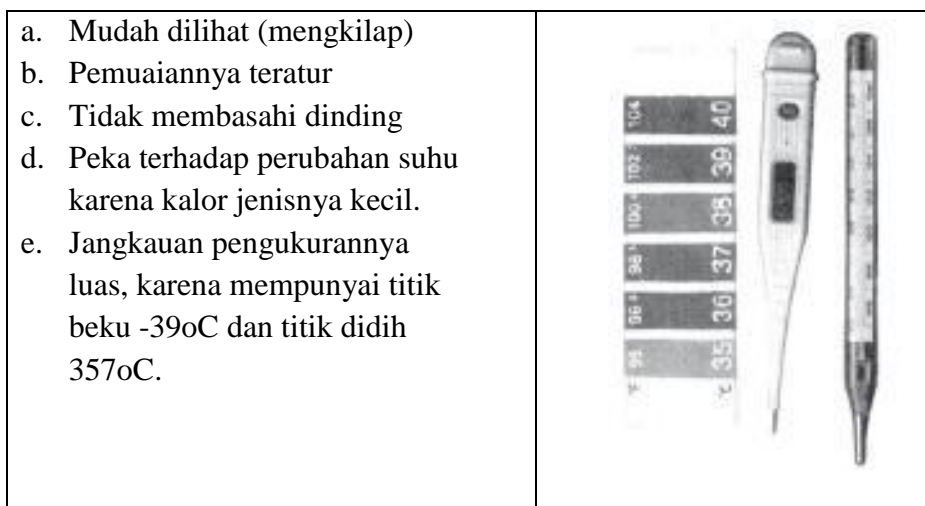 a. Mudah dilihat (mengkilap)
b. Pemuaiannya teratur
c. Tidak membasahi dinding
d. Peka terhadap perubahan suhu
karena kalor jenisnya kecil.
e. Jangkauan pengukurannya
luas, karena mempunyai titik
beku -39oC dan titik didih
357oC.
104 40
102 39
100 38
98 37
96 36
95 35
°F °C